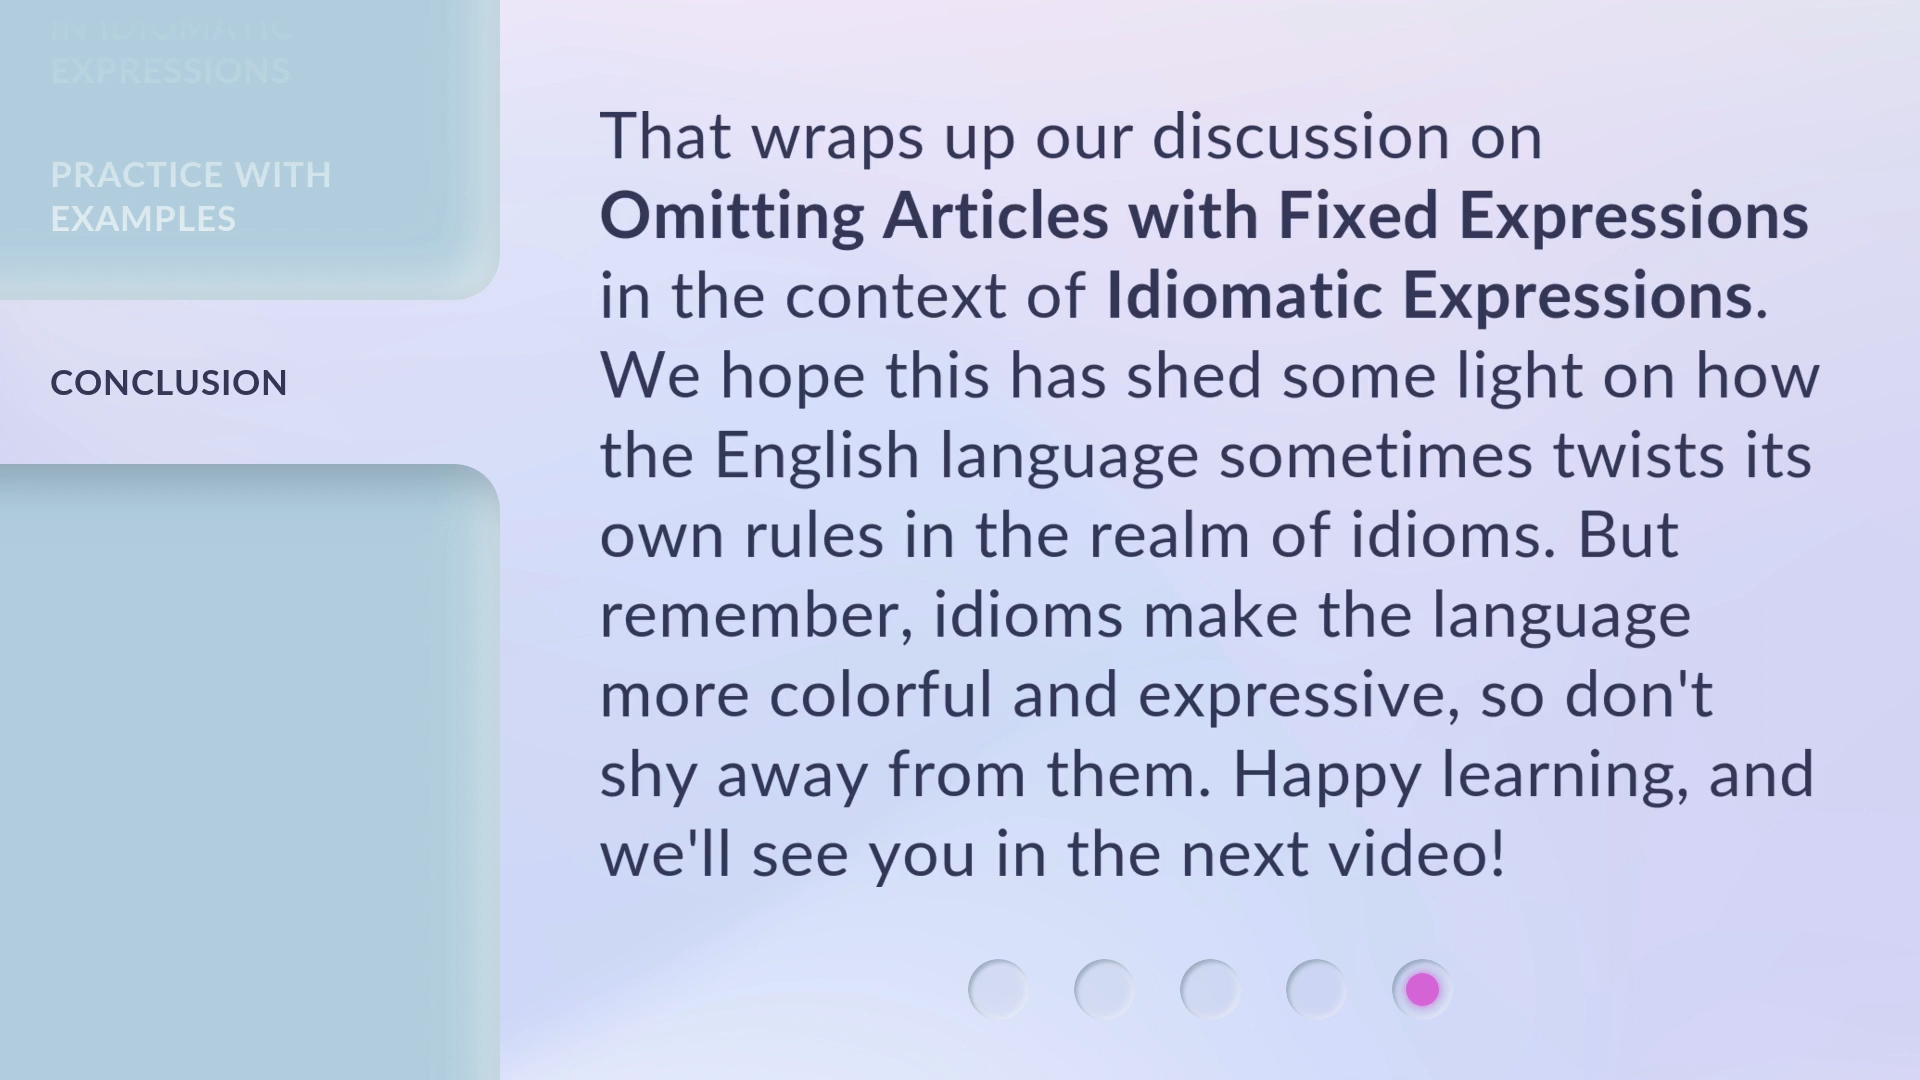 IN IDIOMATIC
EXPRESSIONS
PRACTICE WITH
EXAMPLES
CONCLUSION
That wraps up our discussion on
Omitting Articles with Fixed Expressions
in the context of Idiomatic Expressions.
We hope this has shed some light on how
the English language sometimes twists its
own rules in the realm of idioms. But
remember, idioms make the language
more colorful and expressive, so don't
shy away from them. Happy learning, and
we'll see you in the next video!